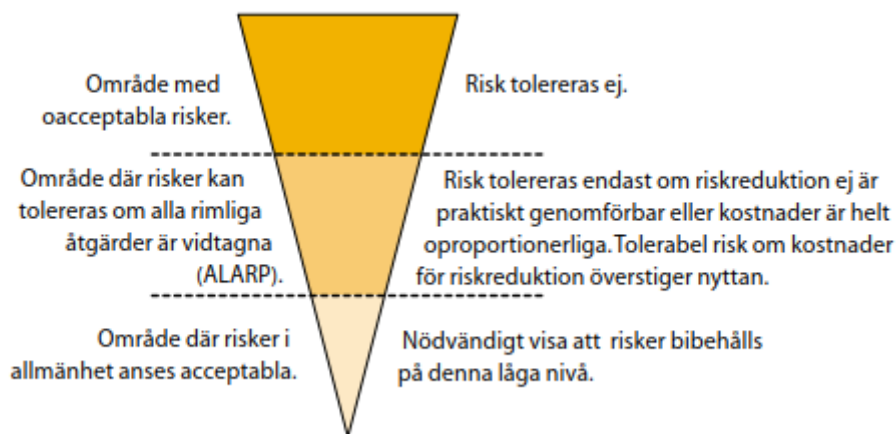 Område med
oacceptabla risker.
Risk tolereras ej.
Område där risker kan
tolereras om alla rimliga
åtgärder är vidtagna
(ALARP).
Risk tolereras endast om riskreduktion ej är
praktiskt genomförbar eller kostnader är helt
oproportionerliga. Tolerabel risk om kostnader
för riskreduktion överstiger nyttan.
Område där risker i
allmänhet anses acceptabla.
Nödvändigt visa att risker bibehålls
på denna låga nivå.